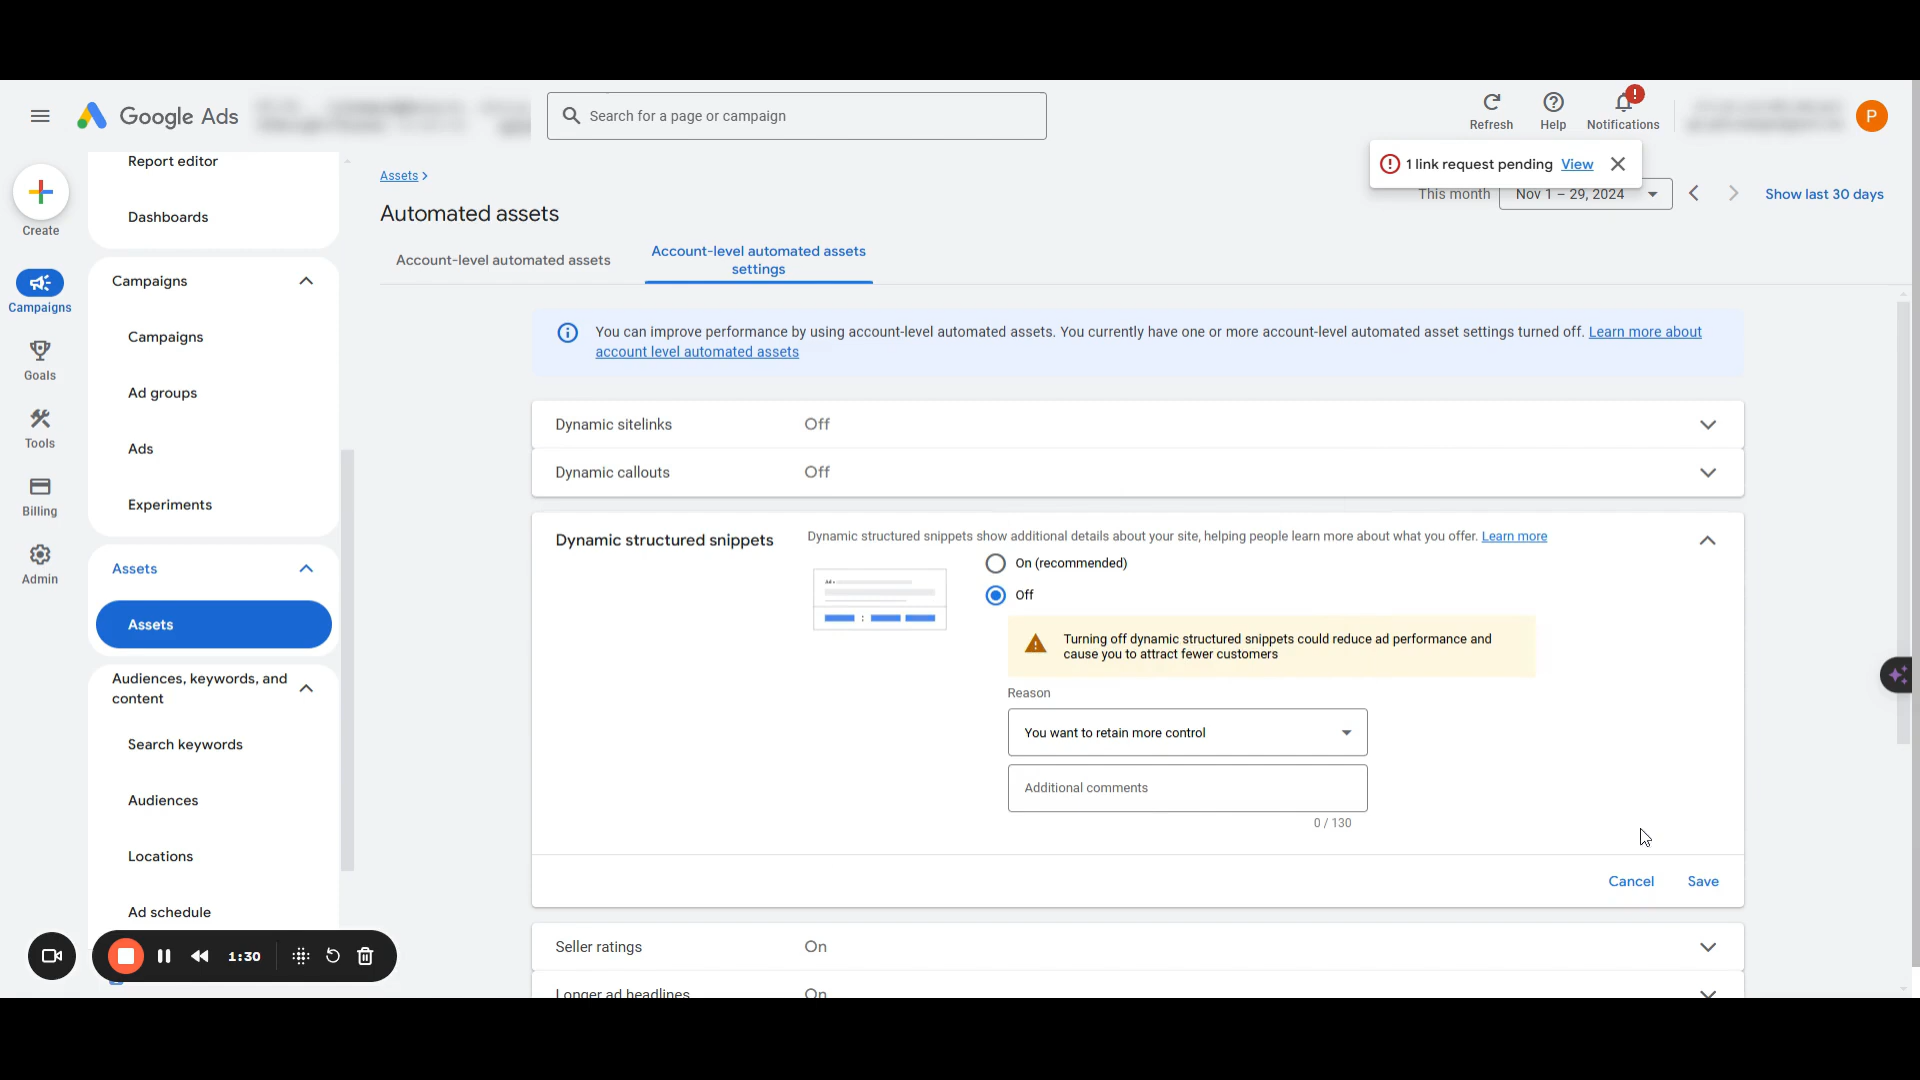 Google Ads
Search for a page or campaign
Refresh
Help
Notifications
P
1 link request pending View
This month
Nov 1 – 29, 2024
Show last 30 days
Create
Campaigns
Goals
Tools
Billing
Admin
Report editor
Dashboards
Campaigns
Campaigns
Ad groups
Ads
Experiments
Assets
Assets
Audiences, keywords, and
content
Search keywords
Audiences
Locations
Ad schedule
1:30
Assets
Automated assets
Account-level automated assets
Account-level automated assets
settings
You can improve performance by using account-level automated assets. You currently have one or more account-level automated asset settings turned off. Learn more about
account level automated assets
Dynamic sitelinks Off
Dynamic callouts Off
Dynamic structured snippets
Dynamic structured snippets show additional details about your site, helping people learn more about what you offer. Learn more
On (recommended)
Off
Turning off dynamic structured snippets could reduce ad performance and
cause you to attract fewer customers
Reason
You want to retain more control
Additional comments
0 / 130
Cancel Save
Seller ratings On
Longer ad headlines On